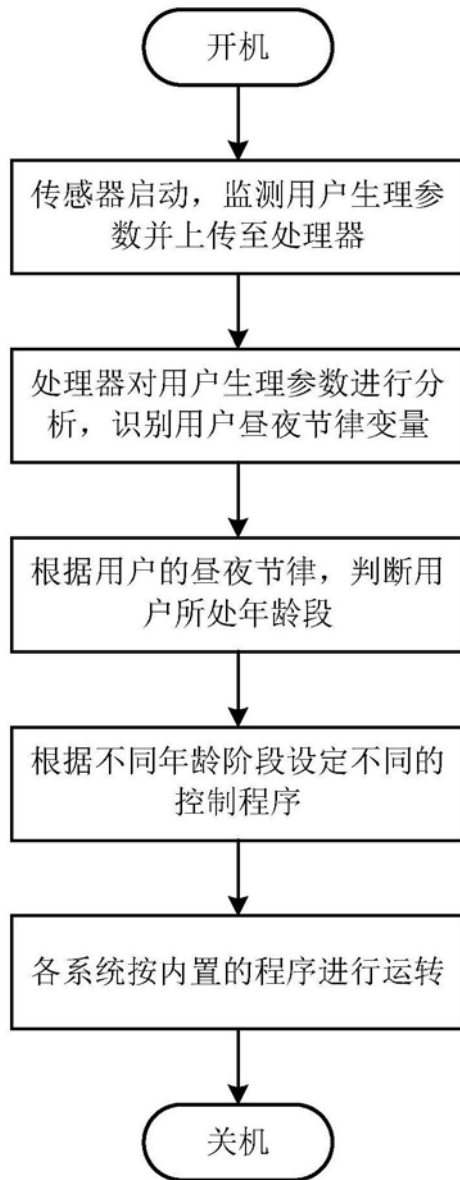 开机
传感器启动，监测用户生理参
数并上传至处理器
处理器对用户生理参数进行分
析，识别用户昼夜节律变量
根据用户的昼夜节律，判断用
户所处年龄段
根据不同年龄阶段设定不同的
控制程序
各系统按内置的程序进行运转
关机